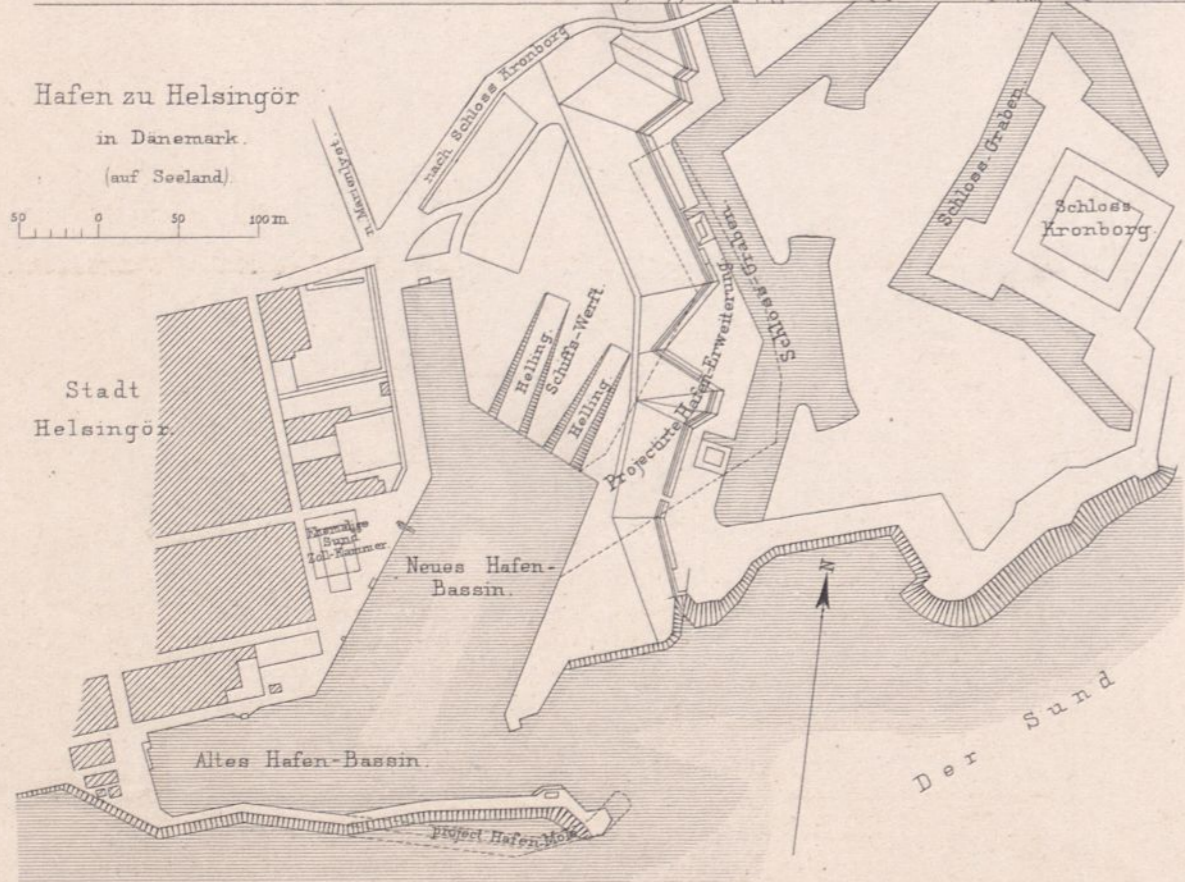 Hafen zu Helsingör
in Dänemark.
(auf Seeland).
50 0 50 100 m.
n. Marienlyst.
nach Schloss Kronborg
Schloss-Graben.
Schloss-Graben
Schloss
Kronborg.
Helling.
Schiffs-Werft.
Helling.
Projectirte Hafen-Erweiterung
Stadt
Helsingör.
Ehemalige
Sund
Zoll-Kammer
Neues Hafen-
Bassin.
N
Altes Hafen-Bassin.
Der Sund
project. Hafen-Mole